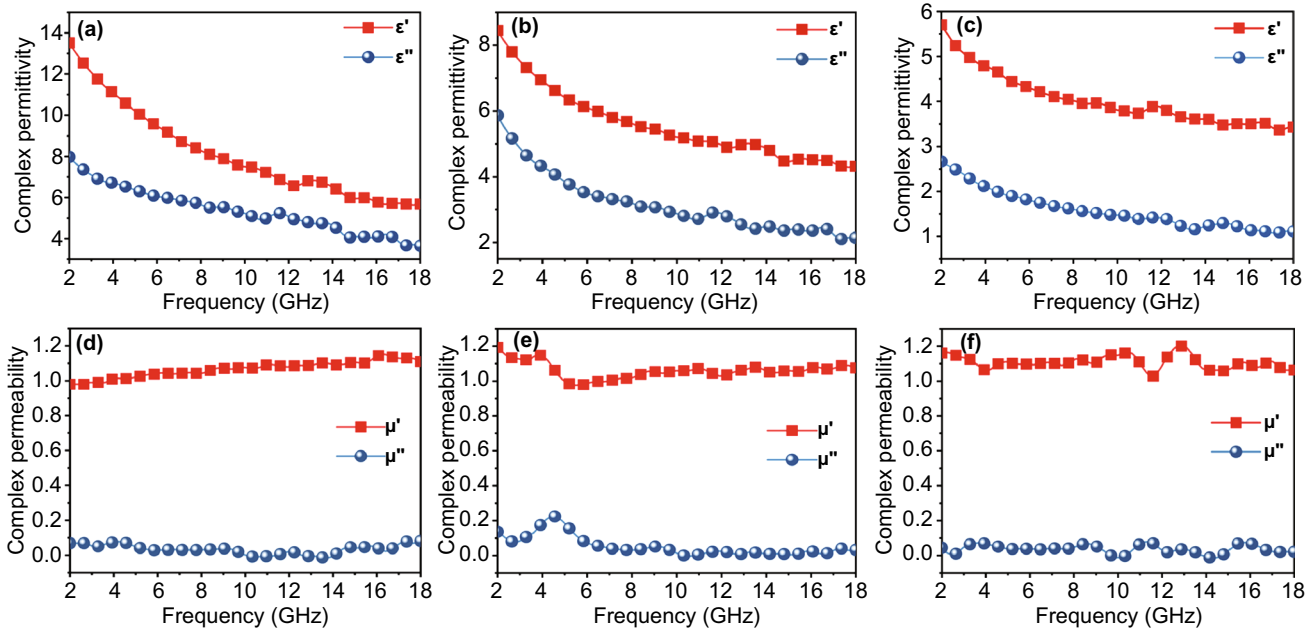 (a)
ε'
ε"
Complex permittivity
14
12
10
8
6
4
2 4 6 8 10 12 14 16 18
Frequency (GHz)
(b)
ε'
ε"
Complex permittivity
8
6
4
2
2 4 6 8 10 12 14 16 18
Frequency (GHz)
(c)
ε'
ε"
Complex permittivity
6
5
4
3
2
1
2 4 6 8 10 12 14 16 18
Frequency (GHz)
(d)
μ'
μ"
Complex permeability
1.2
1.0
0.8
0.6
0.4
0.2
0.0
2 4 6 8 10 12 14 16 18
Frequency (GHz)
(e)
μ'
μ"
Complex permeability
1.2
1.0
0.8
0.6
0.4
0.2
0.0
2 4 6 8 10 12 14 16 18
Frequency (GHz)
(f)
μ'
μ"
Complex permeability
1.2
1.0
0.8
0.6
0.4
0.2
0.0
2 4 6 8 10 12 14 16 18
Frequency (GHz)